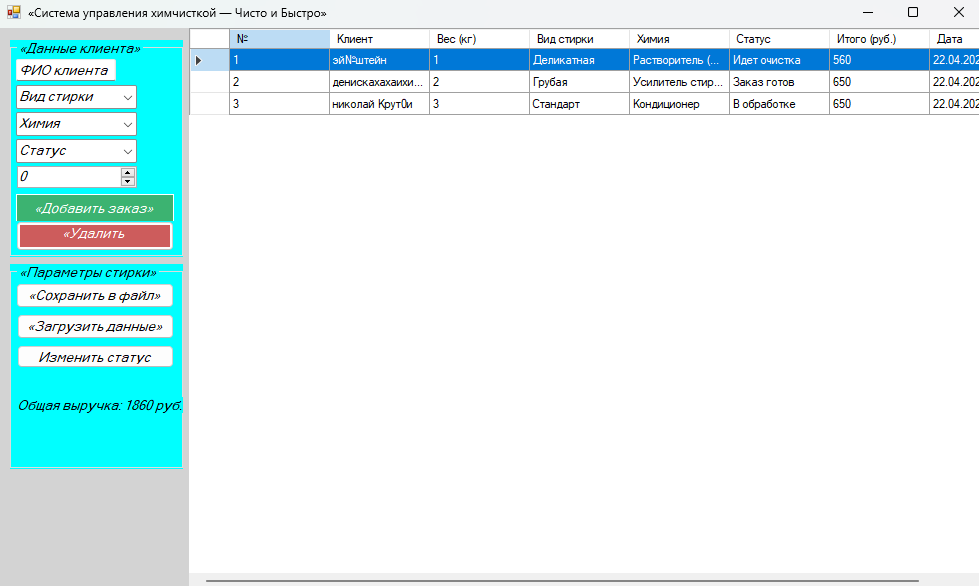 «Система управления химчисткой — Чисто и Быстро»
«Данные клиента»
ФИО клиента
Вид стирки
Химия
Статус
0
«Добавить заказ»
«Удалить
«Параметры стирки»
«Сохранить в файл»
«Загрузить данные»
Изменить статус
Общая выручка: 1860 руб.
№ Клиент Вес (кг) Вид стирки Химия Статус Итого (руб.) Дата
1 эй№штейн 1 Деликатная Растворитель (... Идет очистка 560 22.04.202
2 денискахахаихи... 2 Грубая Усилитель стир... Заказ готов 650 22.04.202
3 николай Крут0и 3 Стандарт Кондиционер В обработке 650 22.04.202